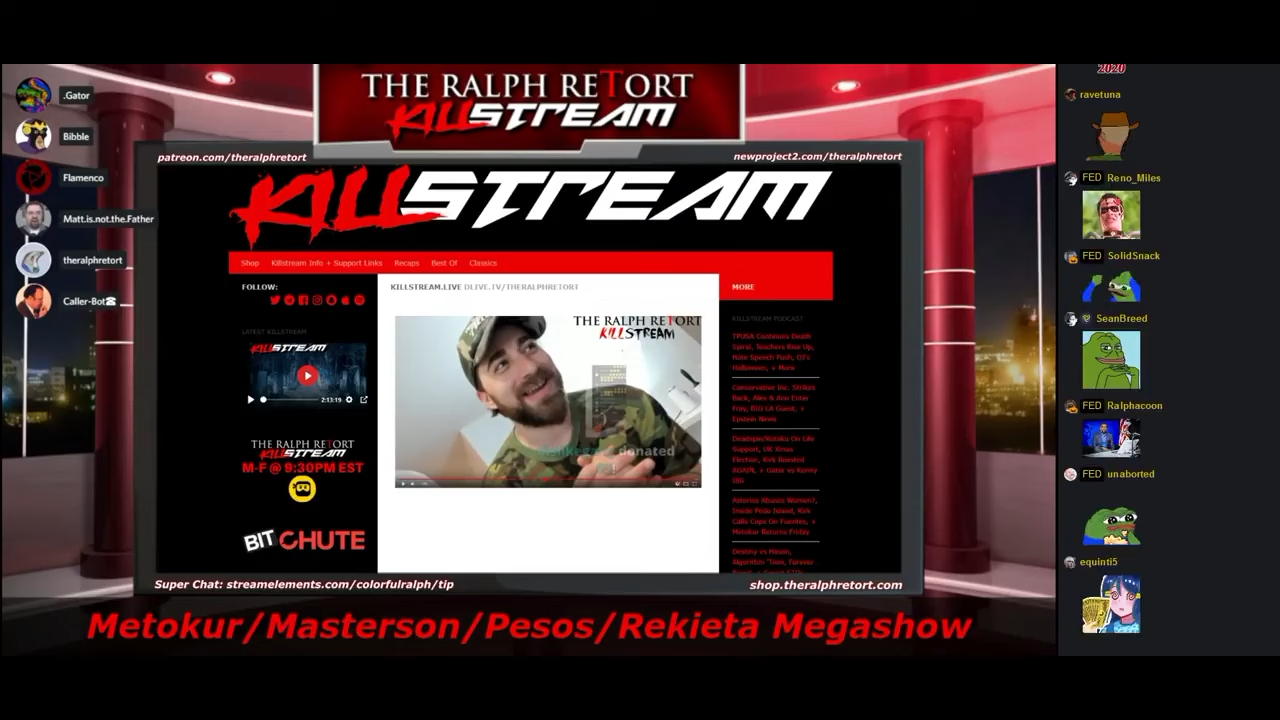 THE RALPH RETORT
KILLSTREAM
.Gator
Bibble
Flamenco
Matt.is.not.the.Father
theralphretort
Caller-Bot☎
patreon.com/theralphretort
newproject2.com/theralphretort
KILLSTREAM
Shop Killstream Info + Support Links Recaps Best Of Classics
FOLLOW:
KILLSTREAM.LIVE DLIVE.TV/THERALPHRETORT
MORE
LATEST KILLSTREAM
KILLSTREAM
2:13:19
THE RALPH RETORT
KILLSTREAM
M-F @ 9:30PM EST
BIT CHUTE
THE RALPH RETORT
KILLSTREAM
donated
KILLSTREAM PODCAST
TPUSA Continues Death
Spiral, Teachers Rise Up,
Hate Speech Push, OJ's
Halloween, + More
Conservative Inc. Strikes
Back, Alex & Ann Enter
Fray, BIG LA Guest, +
Epstein News
Deadspin/Kotaku On Life
Support, UK Xmas
Election, Kirk Roasted
AGAIN, + Gator vs Kenny
Inside Pedo Island, Kirk
Calls Cops On Fuentes, +
Metokur Returns Friday
Super Chat: streamelements.com/colorfulralph/tip
shop.theralphretort.com
Metokur/Masterson/Pesos/Rekieta Megashow
2020
ravetuna
FED Reno_Miles
FED SolidSnack
SeanBreed
FED Ralphacoon
FED unaborted
equinti5